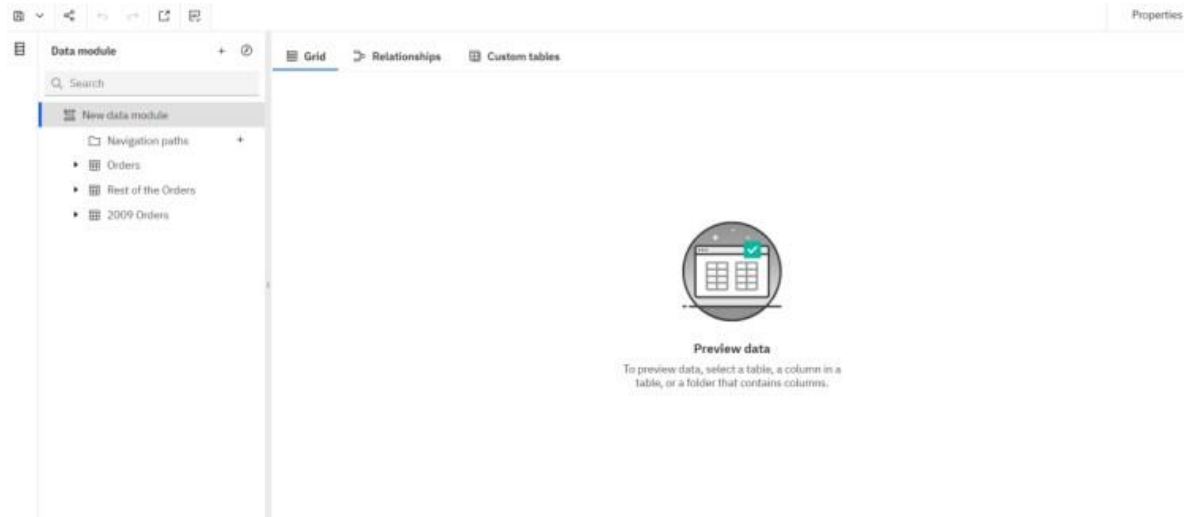 Properties
Data module
Grid
Relationships
Custom tables
Search
New data module
Navigation paths
Orders
Rest of the Orders
2009 Orders
Preview data
To preview data, select a table, a column in a
table, or a folder that contains columns.